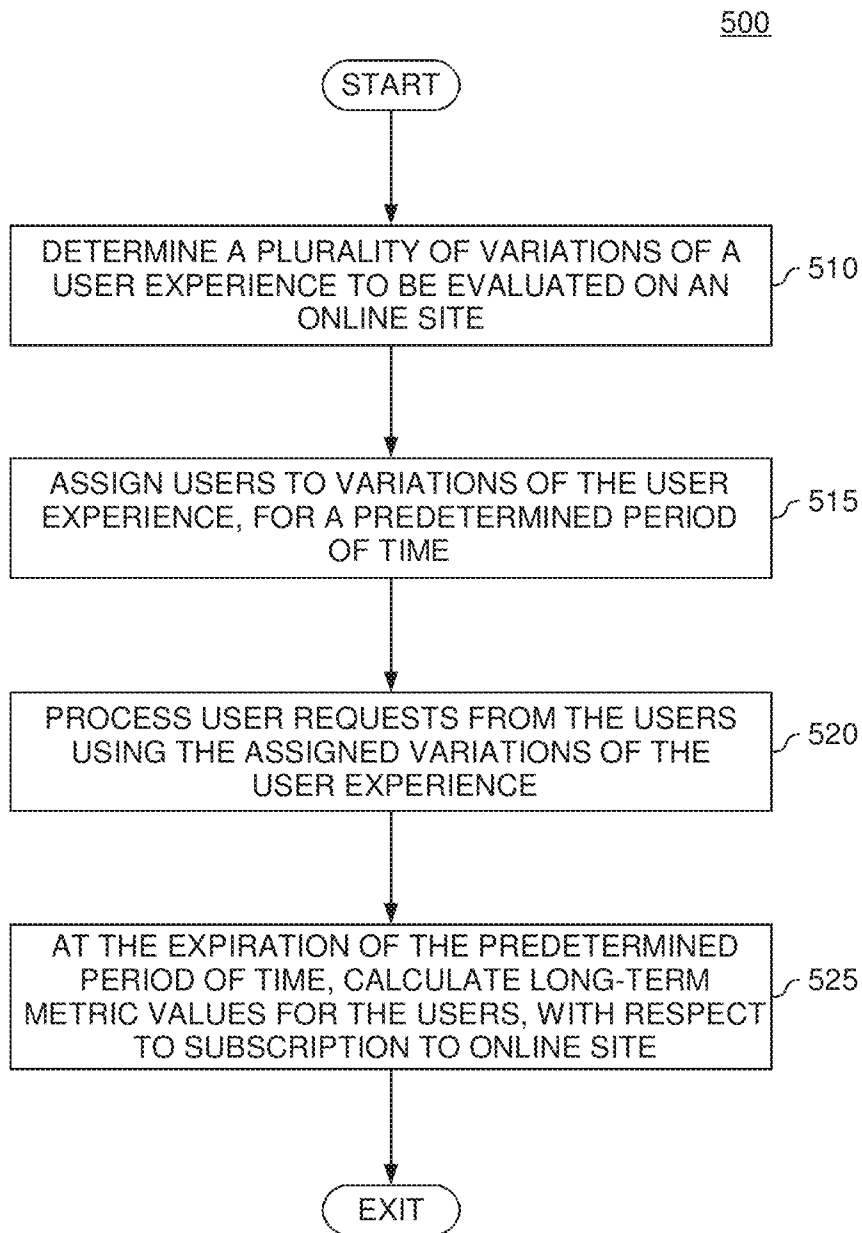 500
START
DETERMINE A PLURALITY OF VARIATIONS OF A
USER EXPERIENCE TO BE EVALUATED ON AN
ONLINE SITE
510
ASSIGN USERS TO VARIATIONS OF THE USER
EXPERIENCE, FOR A PREDETERMINED PERIOD
OF TIME
515
PROCESS USER REQUESTS FROM THE USERS
USING THE ASSIGNED VARIATIONS OF THE
USER EXPERIENCE
520
AT THE EXPIRATION OF THE PREDETERMINED
PERIOD OF TIME, CALCULATE LONG-TERM
METRIC VALUES FOR THE USERS, WITH RESPECT
TO SUBSCRIPTION TO ONLINE SITE
525
EXIT